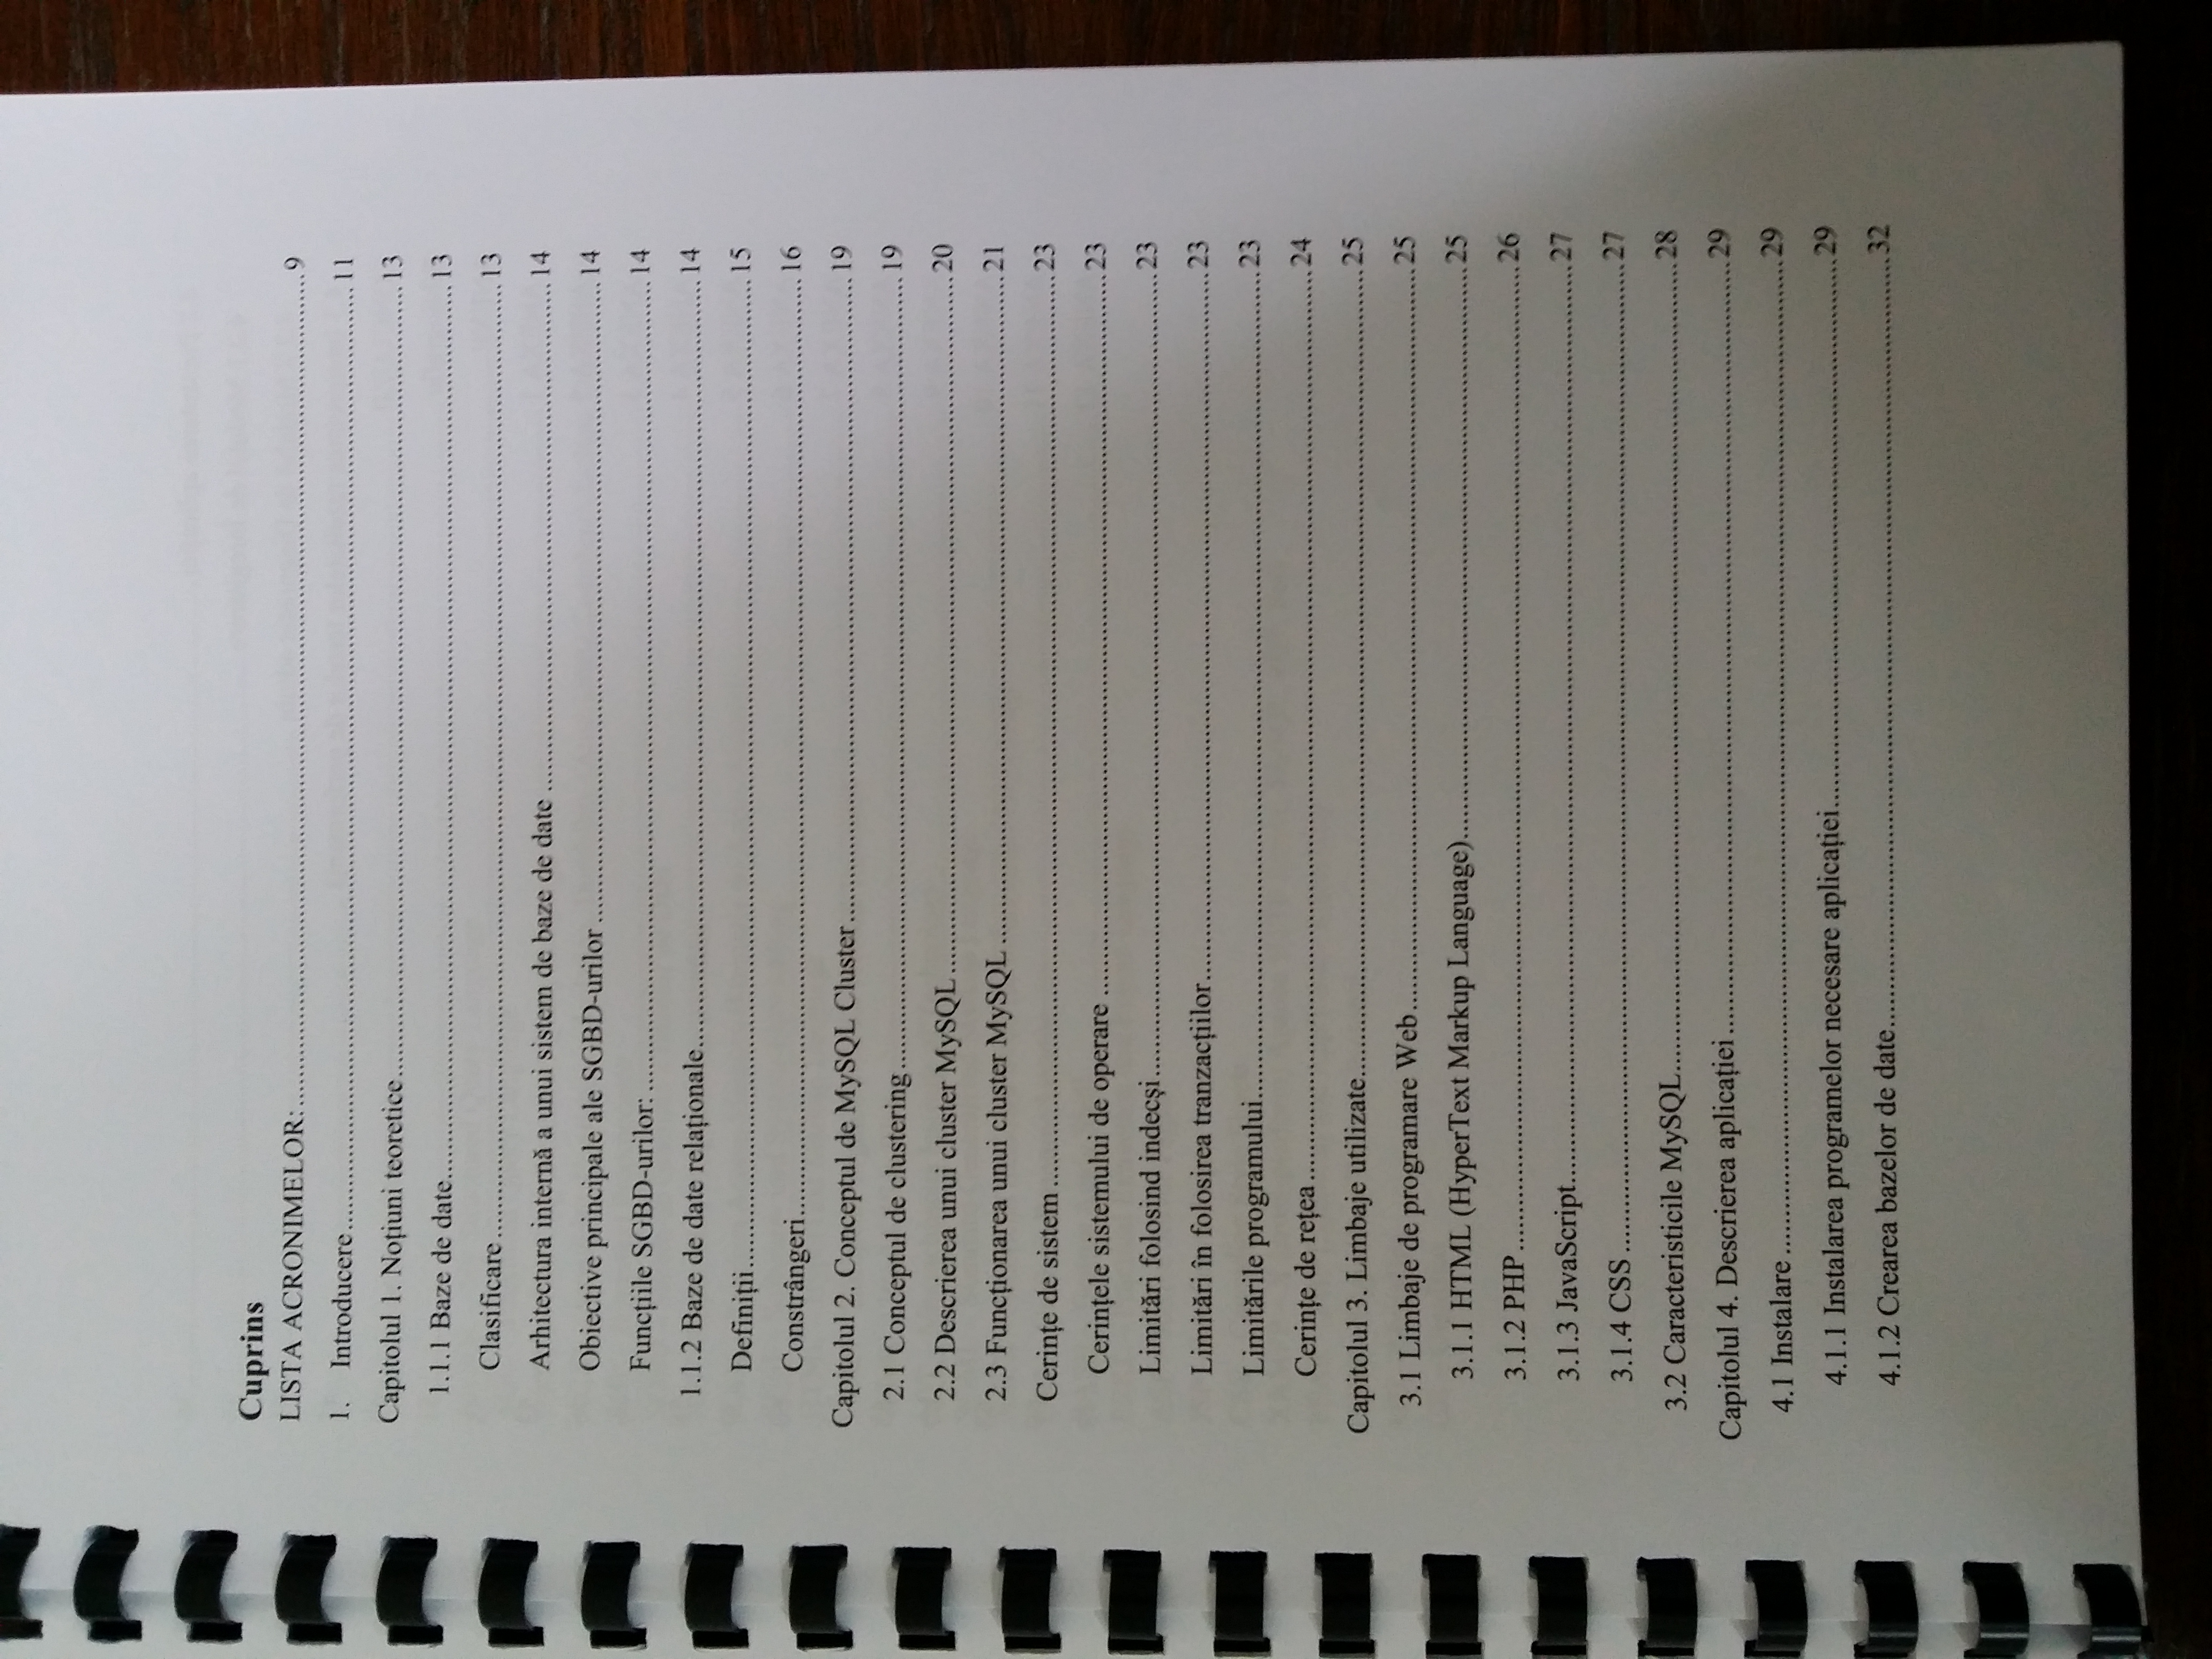 Cuprins
LISTA ACRONIMELOR:...............9
1. Introducere...............11
Capitolul 1. Noțiuni teoretice...............13
1.1.1 Baze de date...............13
Clasificare...............13
Arhitectura internă a unui sistem de baze de date...............14
Obiective principale ale SGBD-urilor...............14
Funcțiile SGBD-urilor:...............14
1.1.2 Baze de date relaționale...............14
Definiții...............15
Constrângeri...............16
Capitolul 2. Conceptul de MySQL Cluster...............19
2.1 Conceptul de clustering...............19
2.2 Descrierea unui cluster MySQL...............20
2.3 Funcționarea unui cluster MySQL...............21
Cerințe de sistem...............23
Cerințele sistemului de operare...............23
Limitări folosind indecși...............23
Limitări în folosirea tranzacțiilor...............23
Limitările programului...............23
Cerințe de rețea...............24
Capitolul 3. Limbaje utilizate...............25
3.1 Limbaje de programare Web...............25
3.1.1 HTML (HyperText Markup Language)...............25
3.1.2 PHP...............26
3.1.3 JavaScript...............27
3.1.4 CSS...............27
3.2 Caracteristicile MySQL...............28
Capitolul 4. Descrierea aplicației...............29
4.1 Instalare...............29
4.1.1 Instalarea programelor necesare aplicației...............29
4.1.2 Crearea bazelor de date...............32